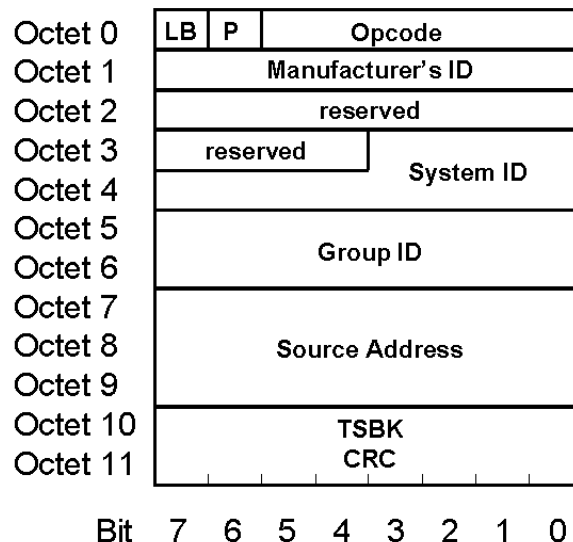 Octet 0 LB P Opcode
Octet 1 Manufacturer's ID
Octet 2 reserved
Octet 3 reserved
System ID
Octet 4
Octet 5
Group ID
Octet 6
Octet 7
Octet 8 Source Address
Octet 9
Octet 10 TSBK
Octet 11 CRC
Bit 7 6 5 4 3 2 1 0